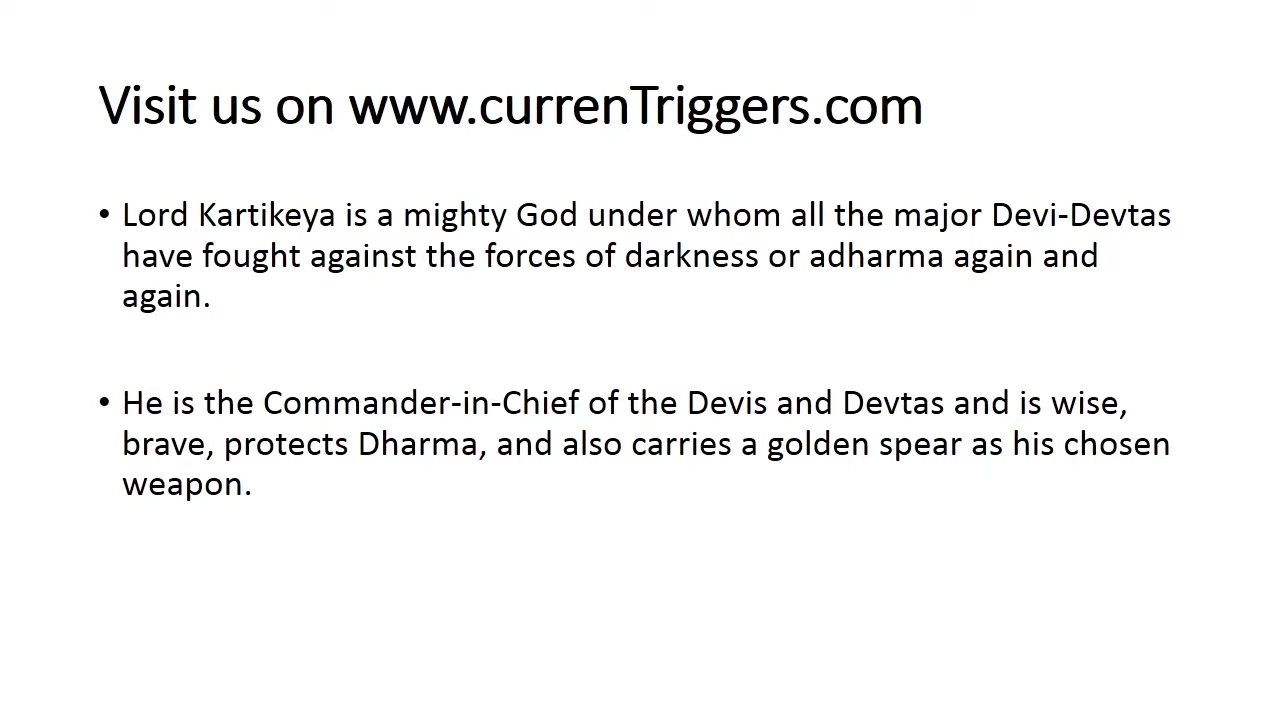 Visit us on www.currenTriggers.com
• Lord Kartikeya is a mighty God under whom all the major Devi-Devtas
have fought against the forces of darkness or adharma again and
again.
• He is the Commander-in-Chief of the Devis and Devtas and is wise,
brave, protects Dharma, and also carries a golden spear as his chosen
weapon.